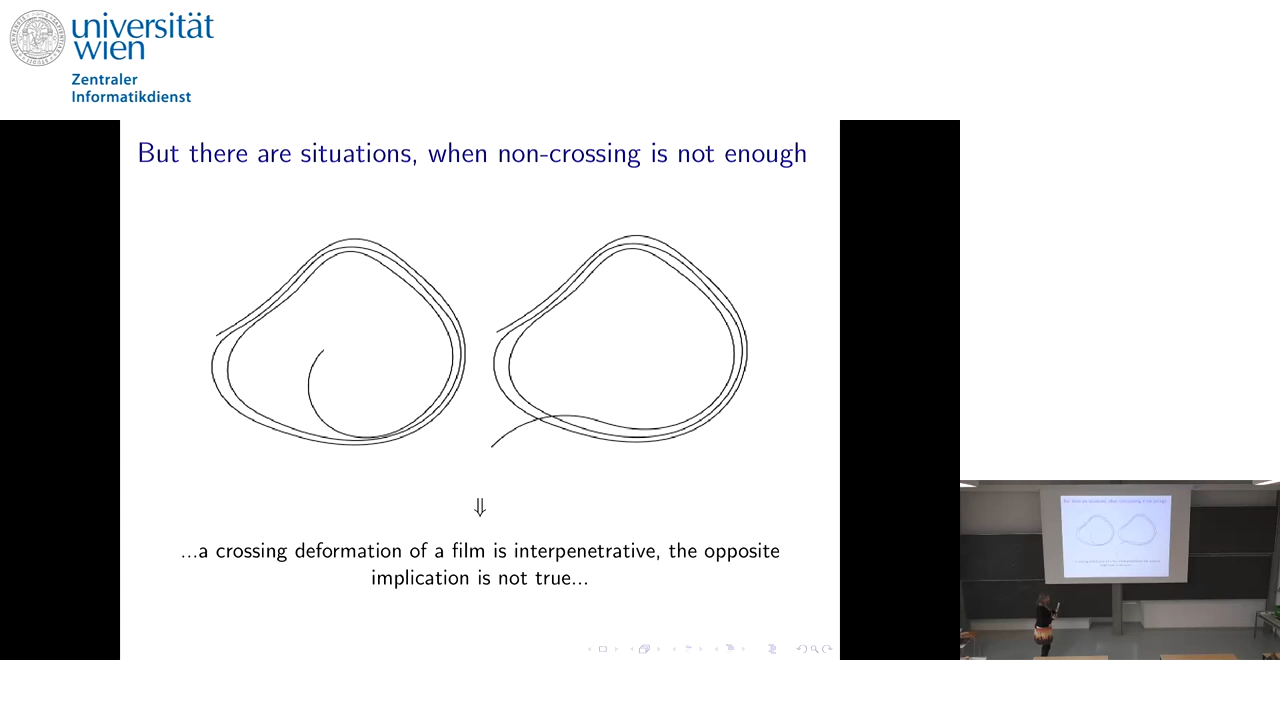 universität
wien
Zentraler
Informatikdienst
But there are situations, when non-crossing is not enough
⇓
...a crossing deformation of a film is interpenetrative, the opposite
implication is not true...